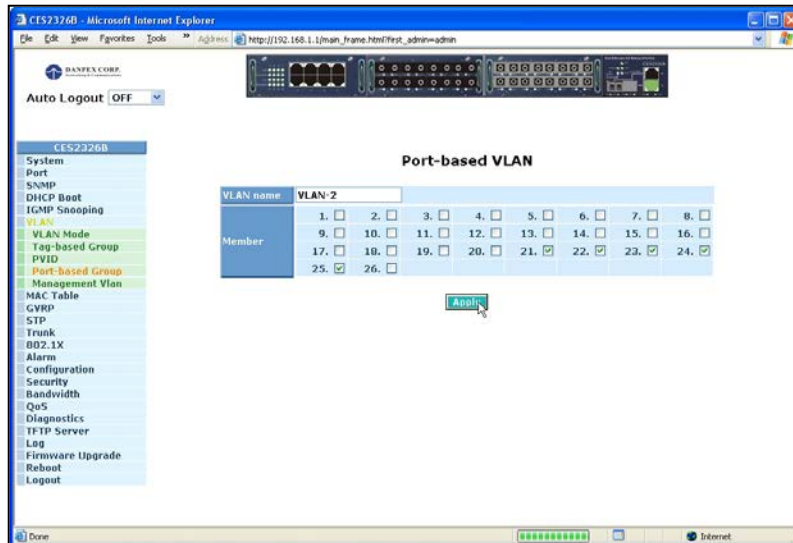 CES2326B - Microsoft Internet Explorer
File Edit View Favorites Tools » Address http://192.168.1.1/main_frame.html?first_admin=admin
DANPEX CORP.
Auto Logout OFF
CES2326B
System
Port
SNMP
DHCP Boot
IGMP Snooping
VLAN
VLAN Mode
Tag-based Group
PVID
Port-based Group
Management Vlan
MAC Table
GVRP
STP
Trunk
802.1X
Alarm
Configuration
Security
Bandwidth
QoS
Diagnostics
TFTP Server
Log
Firmware Upgrade
Reboot
Logout
Port-based VLAN
VLAN name VLAN-2
Member
1. 2. 3. 4. 5. 6. 7. 8.
9. 10. 11. 12. 13. 14. 15. 16.
17. 18. 19. 20. 21. 22. 23. 24.
25. 26.
Apply
Done Internet